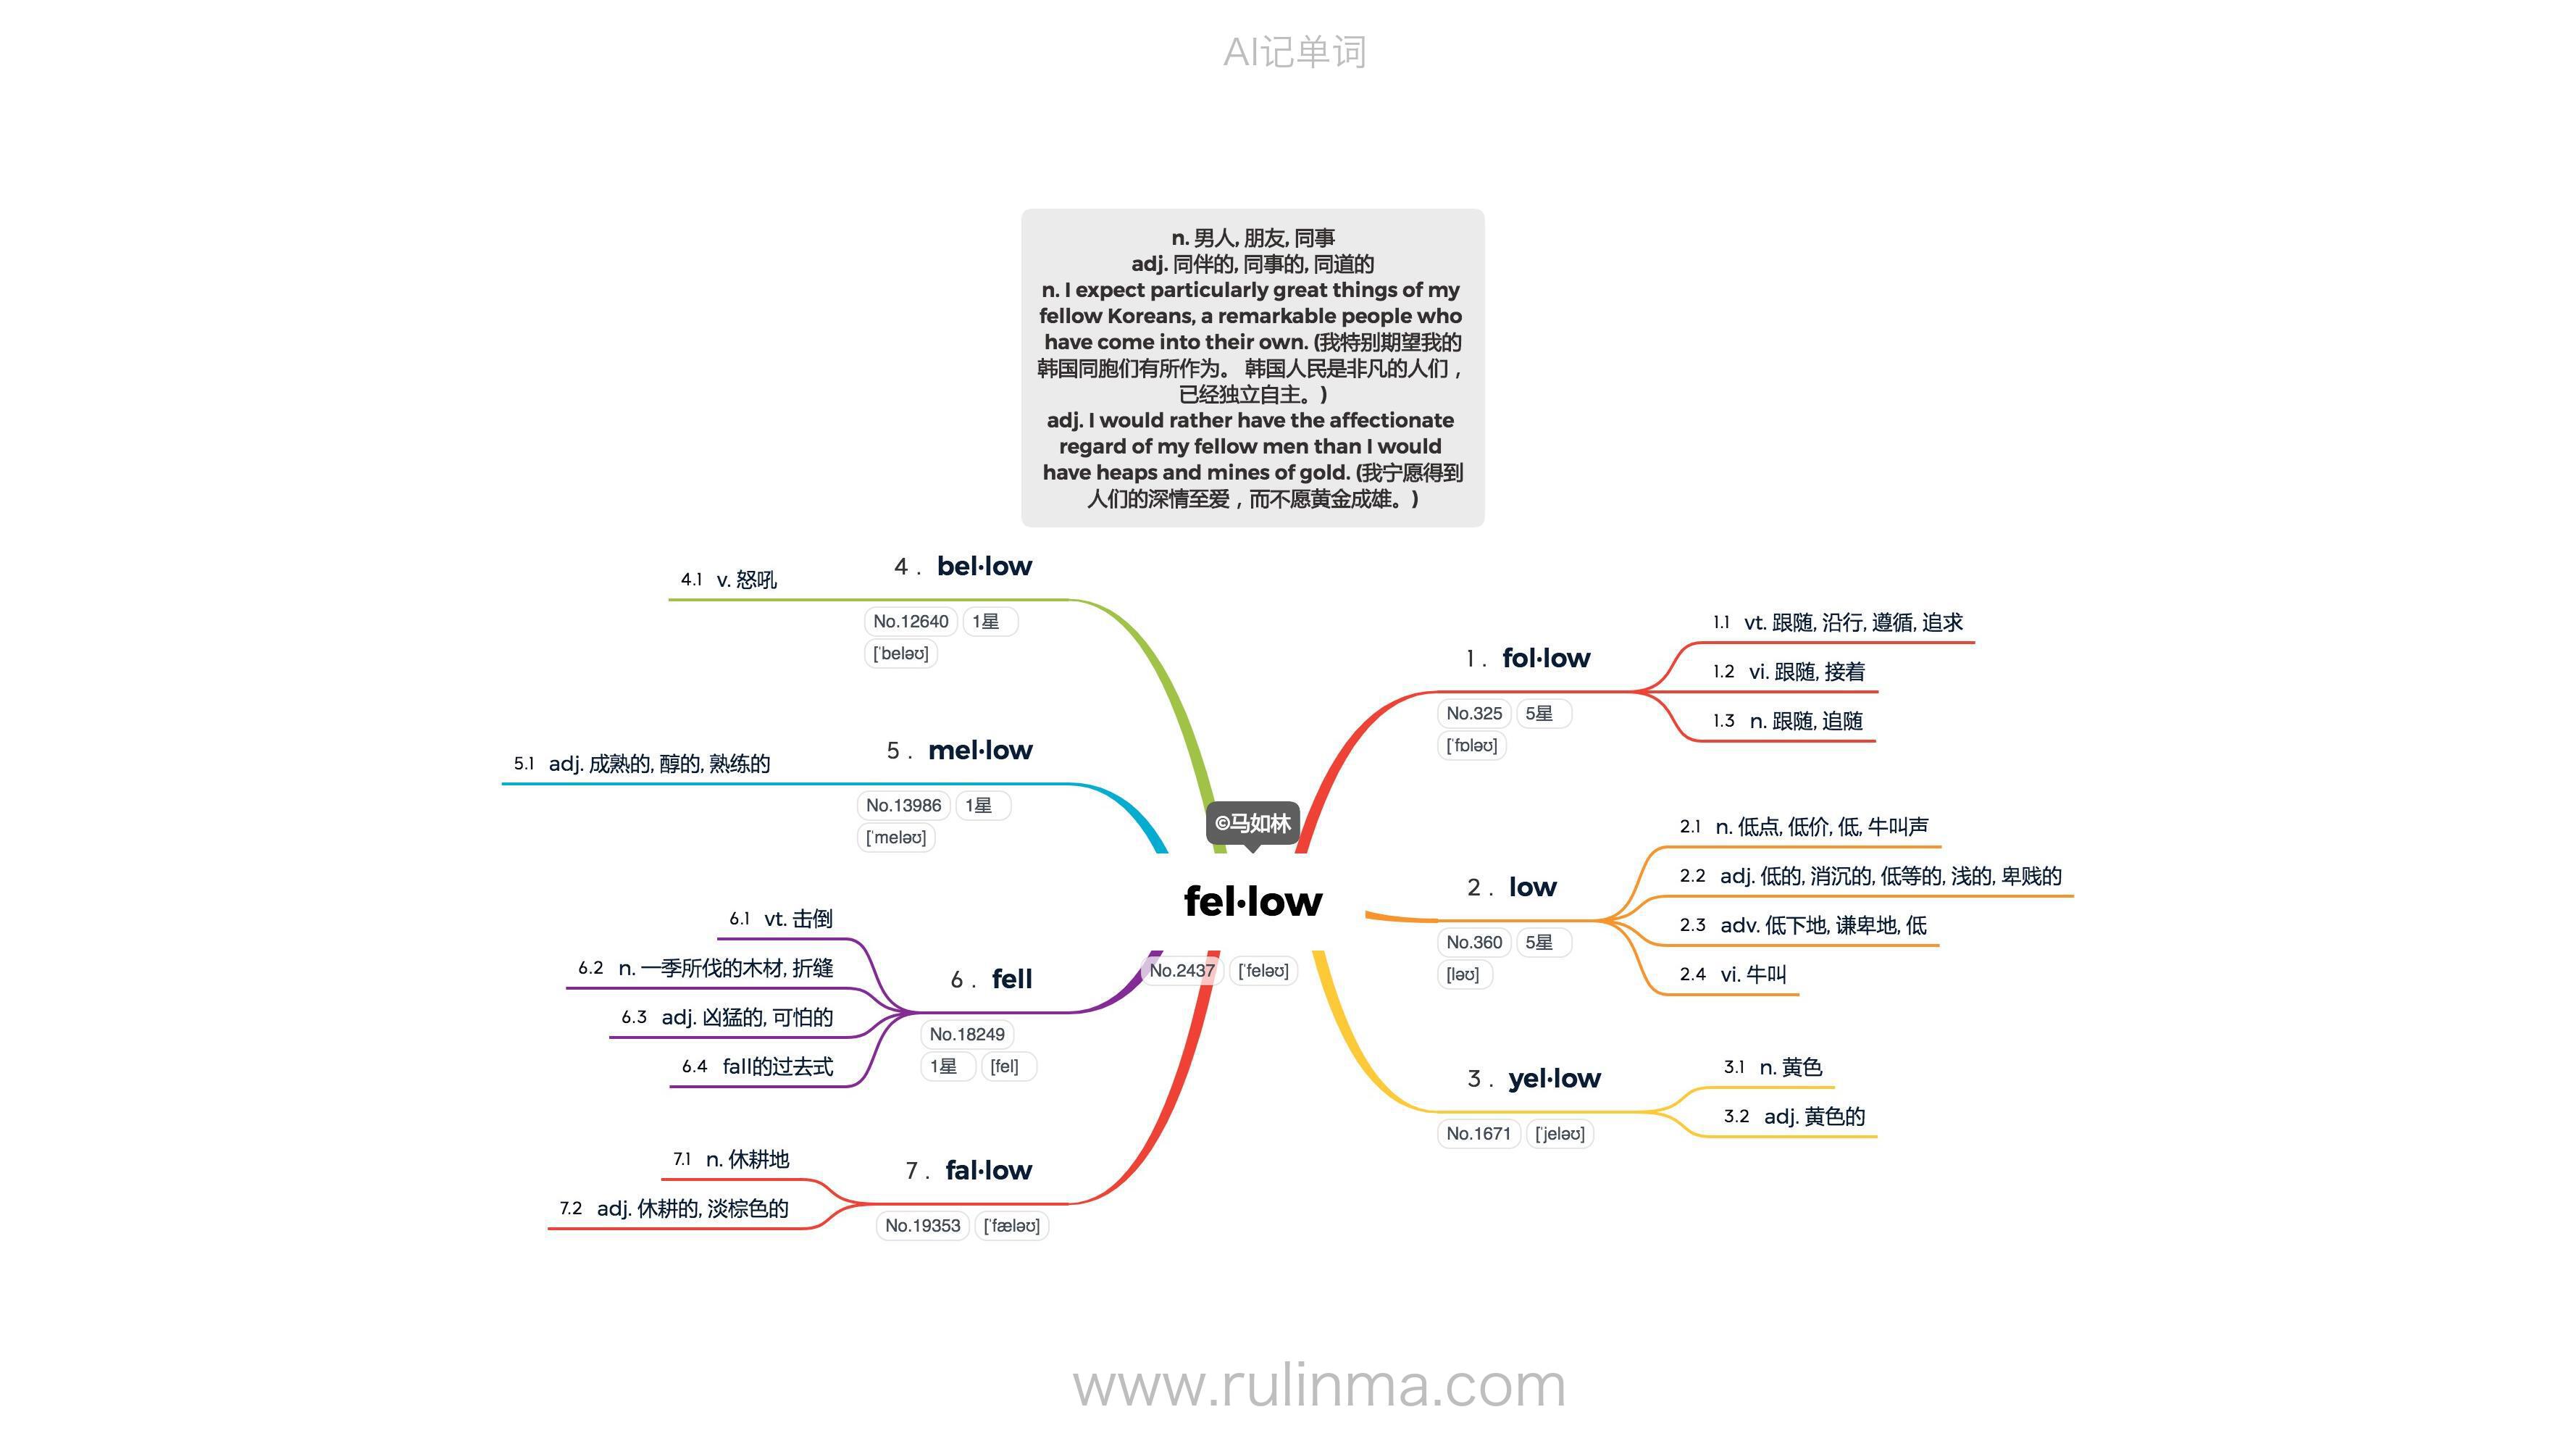 AI记单词
n. 男人, 朋友, 同事
adj. 同伴的, 同事的, 同道的
n. I expect particularly great things of my
fellow Koreans, a remarkable people who
have come into their own. (我特别期望我的
韩国同胞们有所作为。 韩国人民是非凡的人们，
已经独立自主。)
adj. I would rather have the affectionate
regard of my fellow men than I would
have heaps and mines of gold. (我宁愿得到
人们的深情至爱，而不愿黄金成雄。)
©马如林
fel·low
No.2437 ['feləʊ]
1. fol·low
No.325 5星
['fɒləʊ]
1.1 vt. 跟随, 沿行, 遵循, 追求
1.2 vi. 跟随, 接着
1.3 n. 跟随, 追随
2. low
No.360 5星
[ləʊ]
2.1 n. 低点, 低价, 低, 牛叫声
2.2 adj. 低的, 消沉的, 低等的, 浅的, 卑贱的
2.3 adv. 低下地, 谦卑地, 低
2.4 vi. 牛叫
3. yel·low
No.1671 ['jeləʊ]
3.1 n. 黄色
3.2 adj. 黄色的
4. bel·low
No.12640 1星
['beləʊ]
4.1 v. 怒吼
5. mel·low
No.13986 1星
['meləʊ]
5.1 adj. 成熟的, 醇的, 熟练的
6. fell
No.18249
1星 [fel]
6.1 vt. 击倒
6.2 n. 一季所伐的木材, 折缝
6.3 adj. 凶猛的, 可怕的
6.4 fall的过去式
7. fal·low
No.19353 ['fæləʊ]
7.1 n. 休耕地
7.2 adj. 休耕的, 淡棕色的
www.rulinma.com